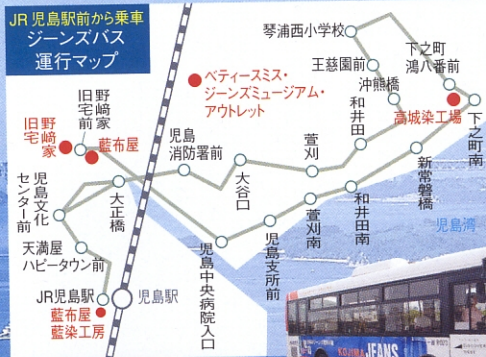 JR児島駅前から乗車
ジーンズバス
運行マップ
琴浦西小学校
王慈園前
沖熊橋
下之町
鴻八番前
高城染工場
下之町南
ベティースミス・
ジーンズミュージアム・
アウトレット
野﨑家
旧宅
野﨑家
旧宅前
藍布屋
児島
消防署前
大谷口
萱刈
和井田
新常磐橋
和井田南
萱刈南
児島支所前
児島中央病院入口
大正橋
児島文化
センター前
天満屋
ハピータウン前
JR児島駅
児島駅
藍布屋
藍染工房
児島湾
KOJIMA JEANS